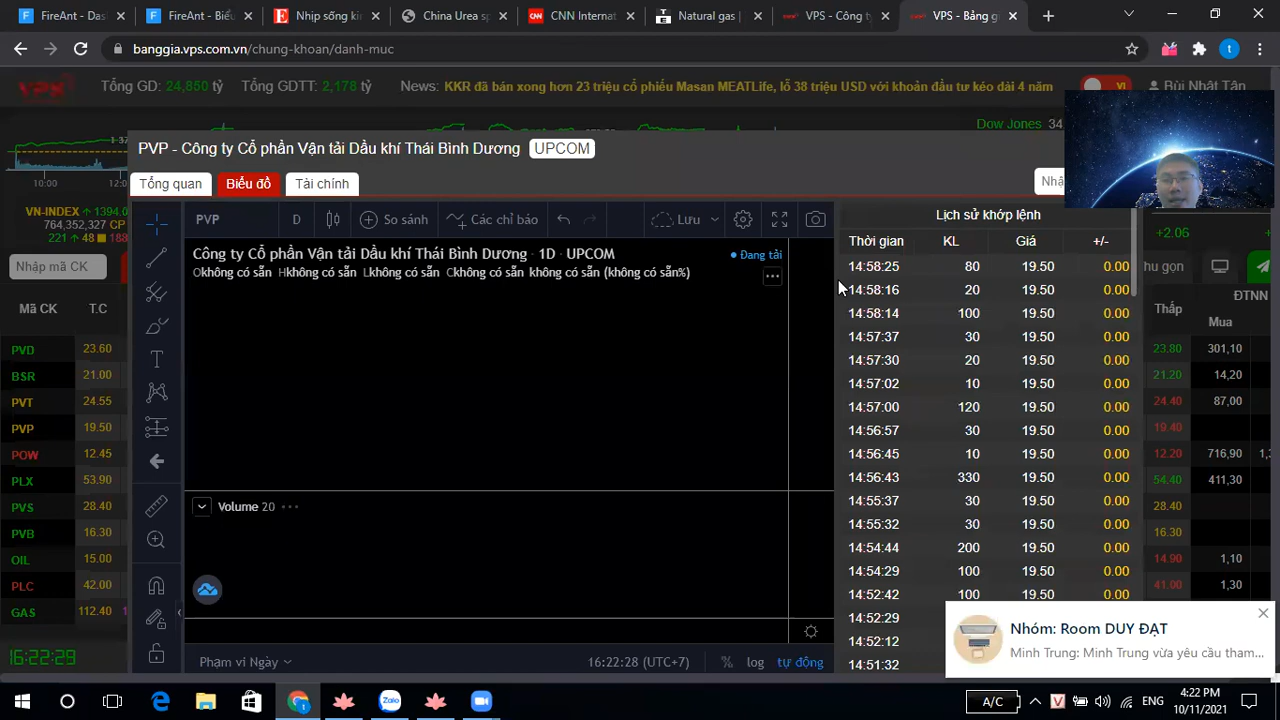 FireAnt - Das
FireAnt - Biểu
Nhịp sống kin
China Urea sp
CNN Internat
Natural gas |
VPS - Công ty
VPS - Bảng gi
banggia.vps.com.vn/chung-khoan/danh-muc
Tổng GD: 24,850 tỷ
Tổng GDTT: 2,178 tỷ
News: KKR đã bán xong hơn 23 triệu cổ phiếu Masan MEATLife, lỗ 38 triệu USD với khoản đầu tư kéo dài 4 năm
VI
Bùi Nhật Tân
Dow Jones 34
PVP - Công ty Cổ phần Vận tải Dầu khí Thái Bình Dương UPCOM
Tổng quan Biểu đồ Tài chính
Nhậ
10:00 12:0
VN-INDEX 1394.0
764,352,327 CP
221 48 188
Nhập mã CK
Mã CK T.C
PVD 23.60
BSR 21.00
PVT 24.55
PVP 19.50
POW 12.45
PLX 53.90
PVS 28.40
PVB 16.30
OIL 15.00
PLC 42.00
GAS 112.40
16:22:29
PVP D So sánh Các chỉ báo Lưu
Công ty Cổ phần Vận tải Dầu khí Thái Bình Dương · 1D · UPCOM
Đang tải
Okhông có sẵn Hkhông có sẵn Lkhông có sẵn Ckhông có sẵn không có sẵn (không có sẵn%)
Volume 20
Phạm vi Ngày 16:22:28 (UTC+7) % log tự động
Lịch sử khớp lệnh
Thời gian KL Giá +/-
14:58:25 80 19.50 0.00
14:58:16 20 19.50 0.00
14:58:14 100 19.50 0.00
14:57:37 30 19.50 0.00
14:57:30 20 19.50 0.00
14:57:02 10 19.50 0.00
14:57:00 120 19.50 0.00
14:56:57 30 19.50 0.00
14:56:45 10 19.50 0.00
14:56:43 330 19.50 0.00
14:55:37 30 19.50 0.00
14:55:32 30 19.50 0.00
14:54:44 200 19.50 0.00
14:54:29 100 19.50 0.00
14:52:42 100 19.50 0.00
14:52:29
14:52:12
14:51:32
+2.06
hu gọn
ĐTNN
Thấp Mua
23.80 301,10
21.20 14,20
24.40 87,00
19.40
12.20 716,90 1,3
54.40 411,30
28.40
16.30
14.90 1,10
41.00 1,30
Nhóm: Room DUY ĐẠT
Minh Trung: Minh Trung vừa yêu cầu tham...
A/C
ENG
4:22 PM
10/11/2021